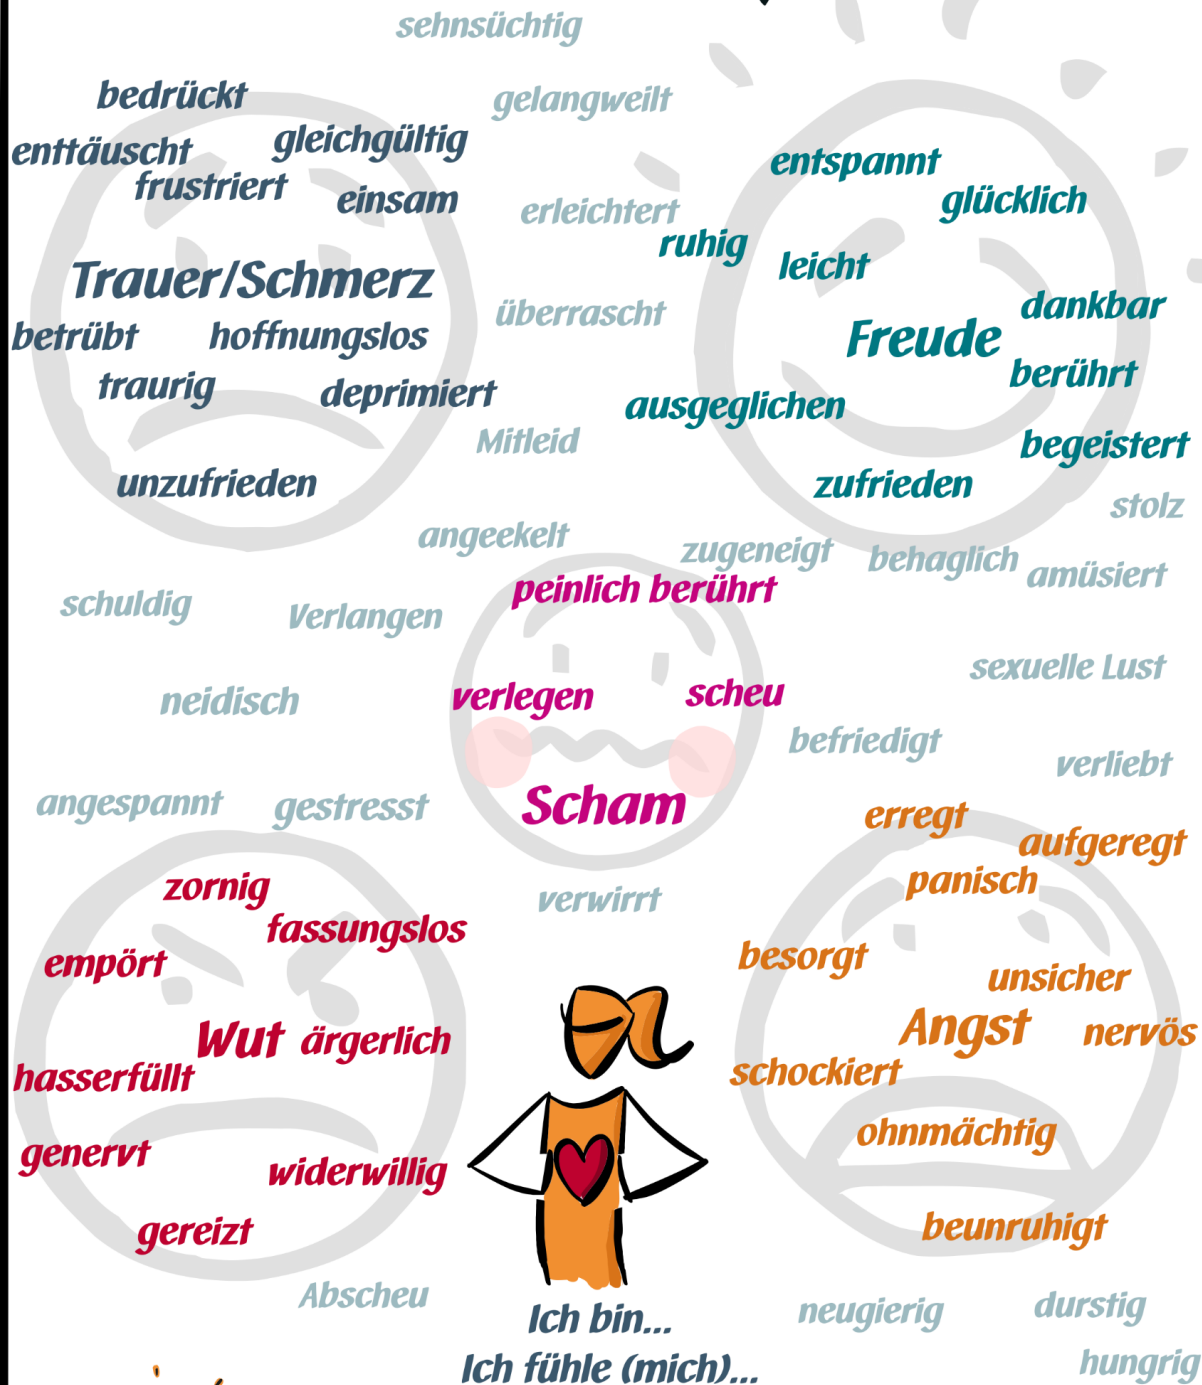 sehnsüchtig
bedrückt
gelangweilt
enttäuscht
gleichgültig
frustriert
einsam
entspannt
glücklich
erleichtert
ruhig
leicht
Trauer/Schmerz
überrascht
dankbar
betrübt
hoffnungslos
Freude
berührt
traurig
deprimiert
ausgeglichen
Mitleid
begeistert
unzufrieden
zufrieden
stolz
angeekelt
zugeneigt
behaglich
amüsiert
peinlich berührt
schuldig
Verlangen
sexuelle Lust
neidisch
verlegen
scheu
befriedigt
verliebt
angespannt
gestresst
Scham
erregt
aufgeregt
zornig
panisch
verwirrt
fassungslos
empört
besorgt
unsicher
Wut
ärgerlich
Angst
nervös
hasserfüllt
schockiert
genervt
widerwillig
ohnmächtig
gereizt
beunruhigt
Abscheu
neugierig
durstig
Ich bin...
Ich fühle (mich)...
hungrig